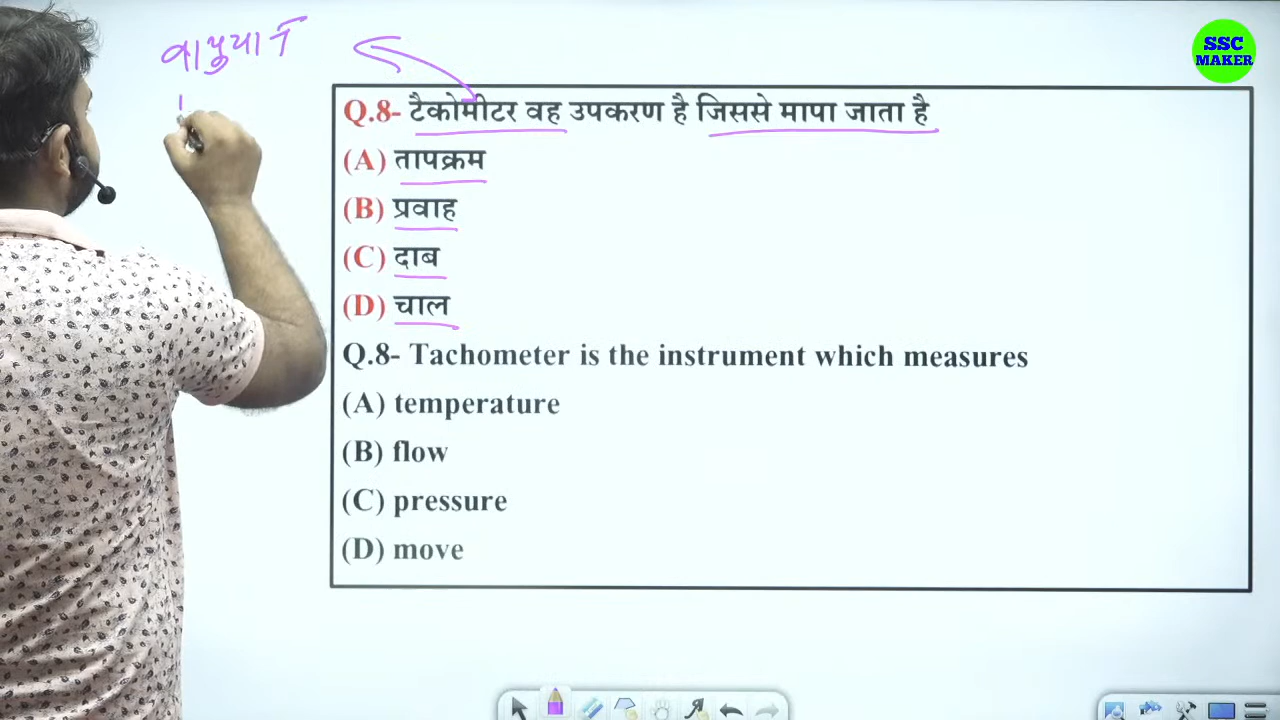 वायुयान
SSC
MAKER
Q.8- टैकोमीटर वह उपकरण है जिससे मापा जाता है
(A) तापक्रम
(B) प्रवाह
(C) दाब
(D) चाल
Q.8- Tachometer is the instrument which measures
(A) temperature
(B) flow
(C) pressure
(D) move